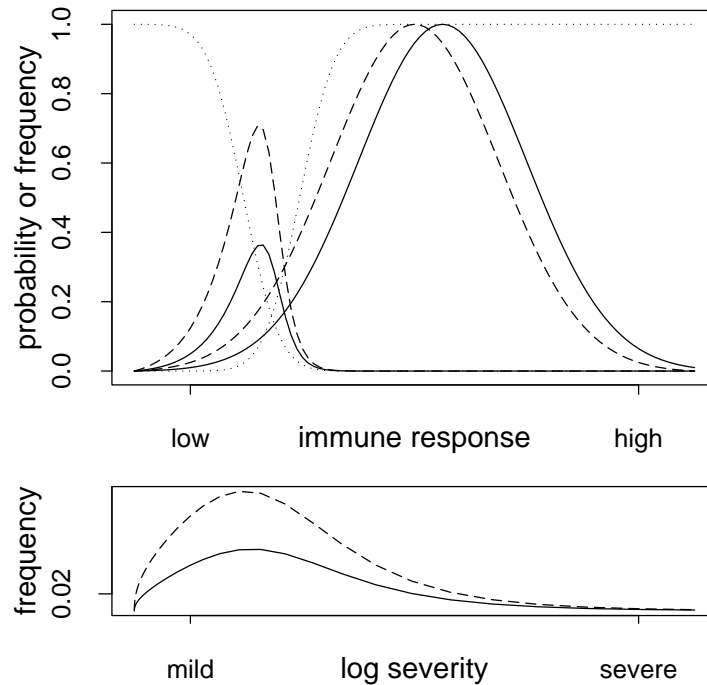 probability or frequency
1.0
0.8
0.6
0.4
0.2
0.0
low immune response high
frequency
0.02
mild log severity severe